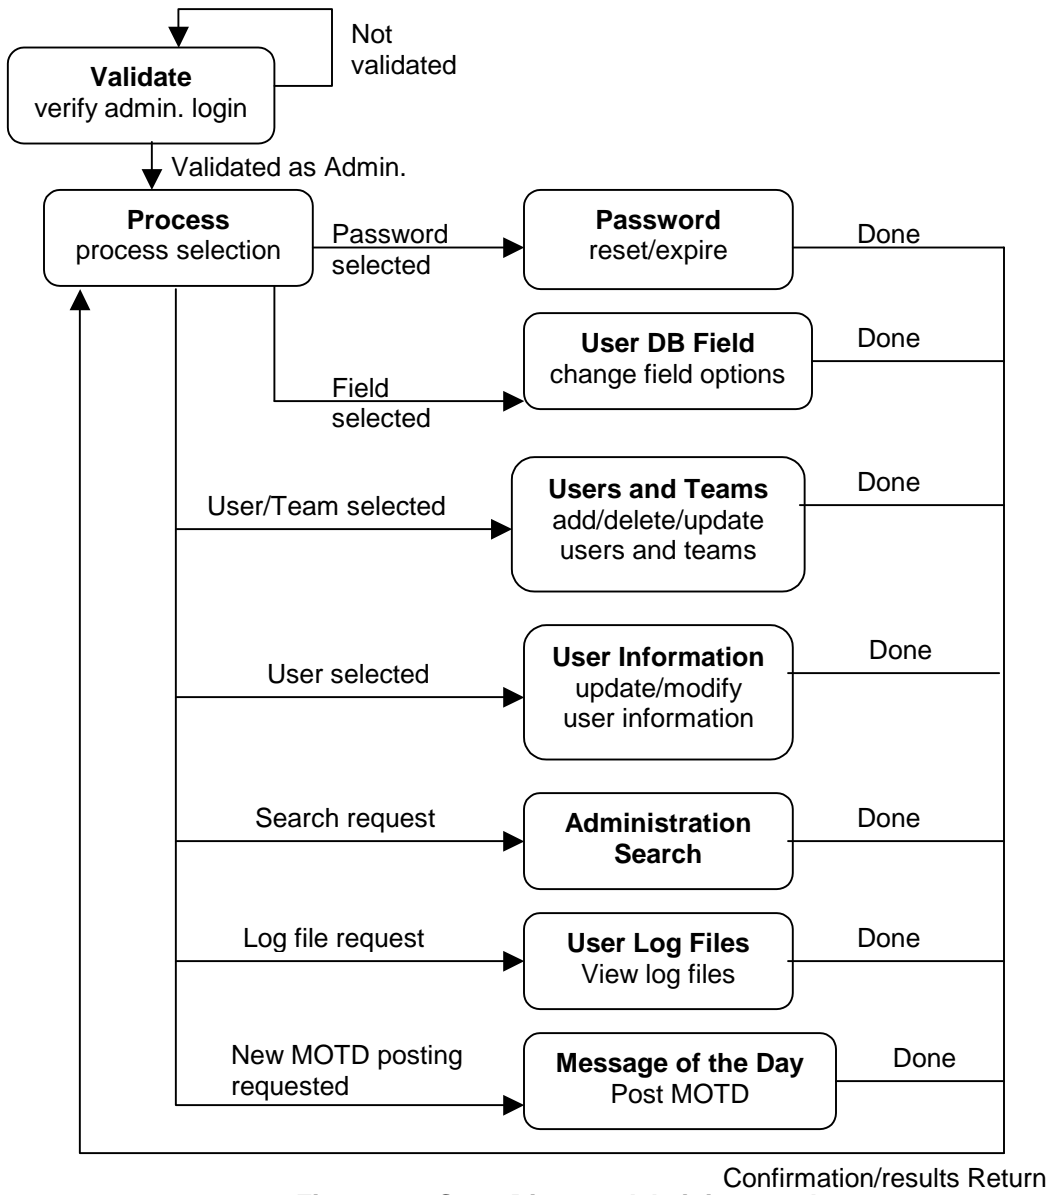 Not
validated
Validate
verify admin. login
Validated as Admin.
Process
process selection
Password
selected
Password
reset/expire
Done
User DB Field
change field options
Done
Field
selected
User/Team selected
Users and Teams
add/delete/update
users and teams
Done
User selected
User Information
update/modify
user information
Done
Search request
Administration
Search
Done
Log file request
User Log Files
View log files
Done
New MOTD posting
requested
Message of the Day
Post MOTD
Done
Confirmation/results Return